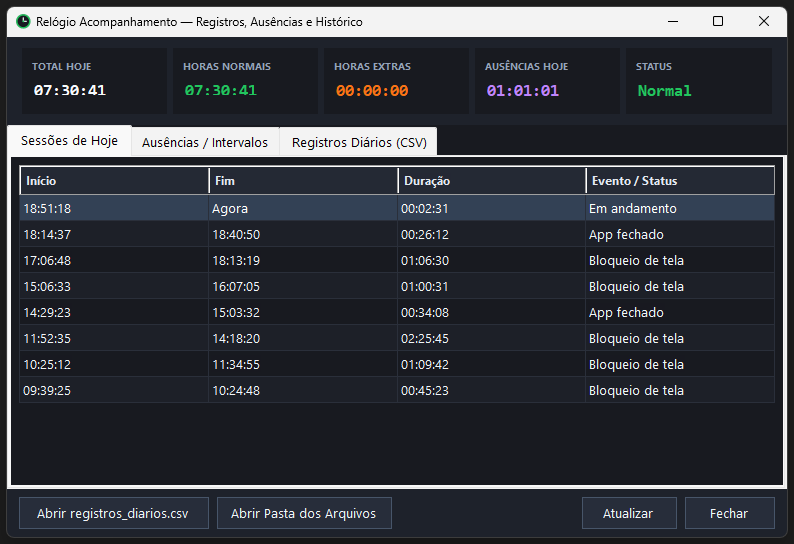 Relógio Acompanhamento — Registros, Ausências e Histórico
TOTAL HOJE HORAS NORMAIS HORAS EXTRAS AUSÊNCIAS HOJE STATUS
07:30:41 07:30:41 00:00:00 01:01:01 Normal
Sessões de Hoje Ausências / Intervalos Registros Diários (CSV)
Início Fim Duração Evento / Status
18:51:18 Agora 00:02:31 Em andamento
18:14:37 18:40:50 00:26:12 App fechado
17:06:48 18:13:19 01:06:30 Bloqueio de tela
15:06:33 16:07:05 01:00:31 Bloqueio de tela
14:29:23 15:03:32 00:34:08 App fechado
11:52:35 14:18:20 02:25:45 Bloqueio de tela
10:25:12 11:34:55 01:09:42 Bloqueio de tela
09:39:25 10:24:48 00:45:23 Bloqueio de tela
Abrir registros_diarios.csv Abrir Pasta dos Arquivos Atualizar Fechar